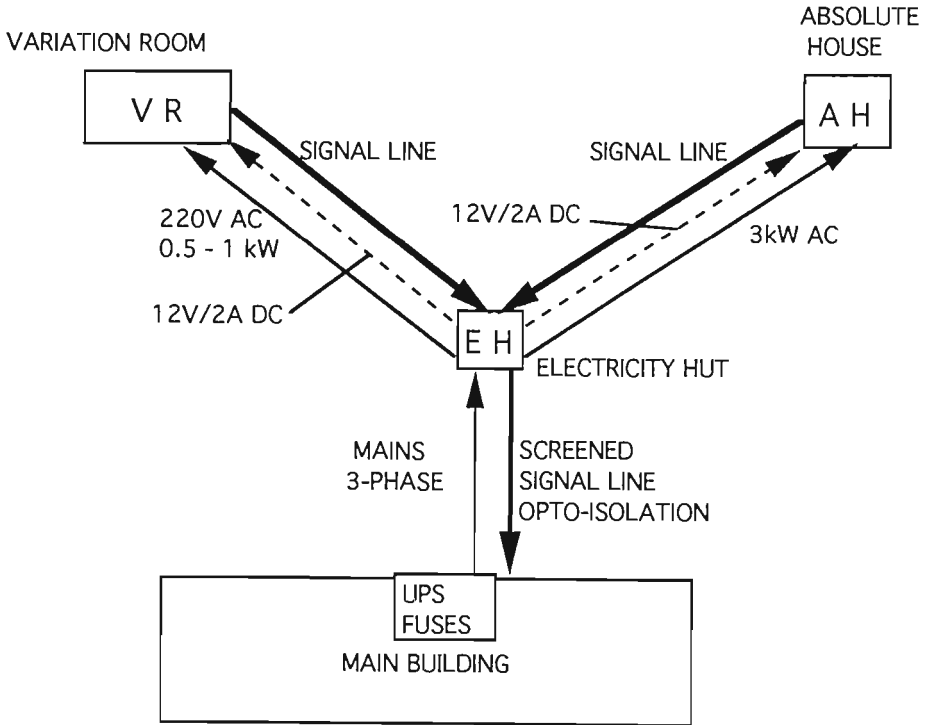 VARIATION ROOM
ABSOLUTE
HOUSE
V R
A H
SIGNAL LINE
SIGNAL LINE
220V AC
0.5 - 1 kW
12V/2A DC
12V/2A DC
3kW AC
E H
ELECTRICITY HUT
MAINS
3-PHASE
SCREENED
SIGNAL LINE
OPTO-ISOLATION
UPS
FUSES
MAIN BUILDING